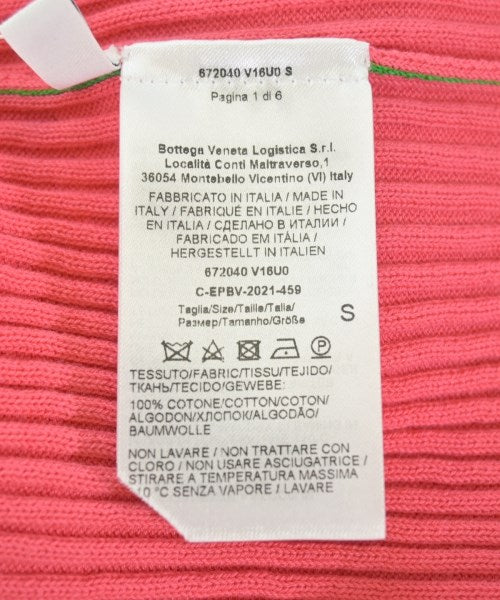 672040 V16U0 S
Pagina 1 di 6
Bottega Veneta Logistica S.r.l.
Località Conti Maltraverso,1
36054 Montebello Vicentino (VI) Italy
FABBRICATO IN ITALIA / MADE IN
ITALY / FABRIQUÉ EN ITALIE / HECHO
EN ITALIA / СДЕЛАНО В ИТАЛИИ /
FABRICADO EM ITÁLIA /
HERGESTELLT IN ITALIEN
672040 V16U0
C-EPBV-2021-459
Taglia/Size/Taille/Talla/
Размер/Tamanho/Größe S
TESSUTO/FABRIC/TISSU/TEJIDO/
ТКАНЬ/TECIDO/GEWEBE:
100% COTONE/COTTON/COTON/
ALGODON/ХЛОПОК/ALGODÃO/
BAUMWOLLE
NON LAVARE / NON TRATTARE CON
CLORO / NON USARE ASCIUGATRICE /
STIRARE A TEMPERATURA MASSIMA
°C SENZA VAPORE / LAVARE